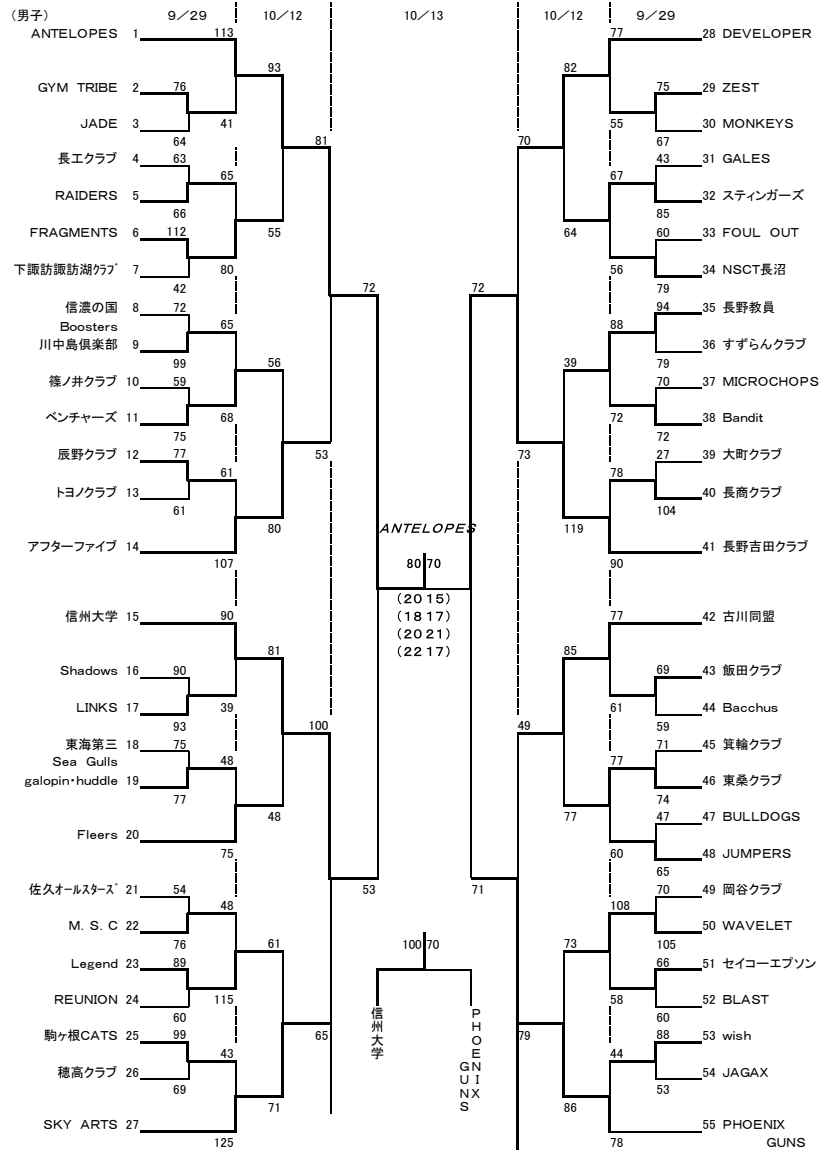 (男子) 9／29 10／12 10／13 10／12 9／29
ANTELOPES 1 113 77 28 DEVELOPER
93 82
GYM TRIBE 2 76 75 29 ZEST
JADE 3 41 55 30 MONKEYS
64 81 70 67
長工クラブ 4 63 43 31 GALES
65 67
RAIDERS 5 32 スティンガーズ
66 85
FRAGMENTS 6 112 55 64 60 33 FOUL OUT
下諏訪諏訪湖クラブ 7 80 56 34 NSCT長沼
42 72 72 79
信濃の国 8 72 94 35 長野教員
Boosters 65 88
川中島倶楽部 9 36 すずらんクラブ
99 56 39 79
篠ノ井クラブ 10 59 70 37 MICROCHOPS
ベンチャーズ 11 68 72 38 Bandit
75 72
辰野クラブ 12 77 53 73 27 39 大町クラブ
61 78
トヨノクラブ 13 40 長商クラブ
61 104
80 ANTELOPES 119
アフターファイブ 14 41 長野吉田クラブ
107 80 70 90
(20 15)
(18 17)
信州大学 15 90 77 42 古川同盟
(20 21)
(22 17)
81 85
Shadows 16 90 69 43 飯田クラブ
LINKS 17 39 61 44 Bacchus
93 100 49 59
東海第三 18 75 71 45 箕輪クラブ
Sea Gulls 48 77
galopin・huddle 19 46 東桑クラブ
77 74
48 77 47 47 BULLDOGS
Fleers 20
75 60 48 JUMPERS
65
佐久オールスターズ 21 54 53 71 70 49 岡谷クラブ
48 108
M.S.C 22 50 WAVELET
76 61 100 70 73 105
Legend 23 89 66 51 セイコーエプソン
REUNION 24 115 58 52 BLAST
60 信州大学 PHOENIX GUNS 60
駒ヶ根CATS 25 99 65 79 88 53 wish
43 44
穂高クラブ 26 54 JAGAX
69 53
71 86
SKY ARTS 27 55 PHOENIX
125 78 GUNS